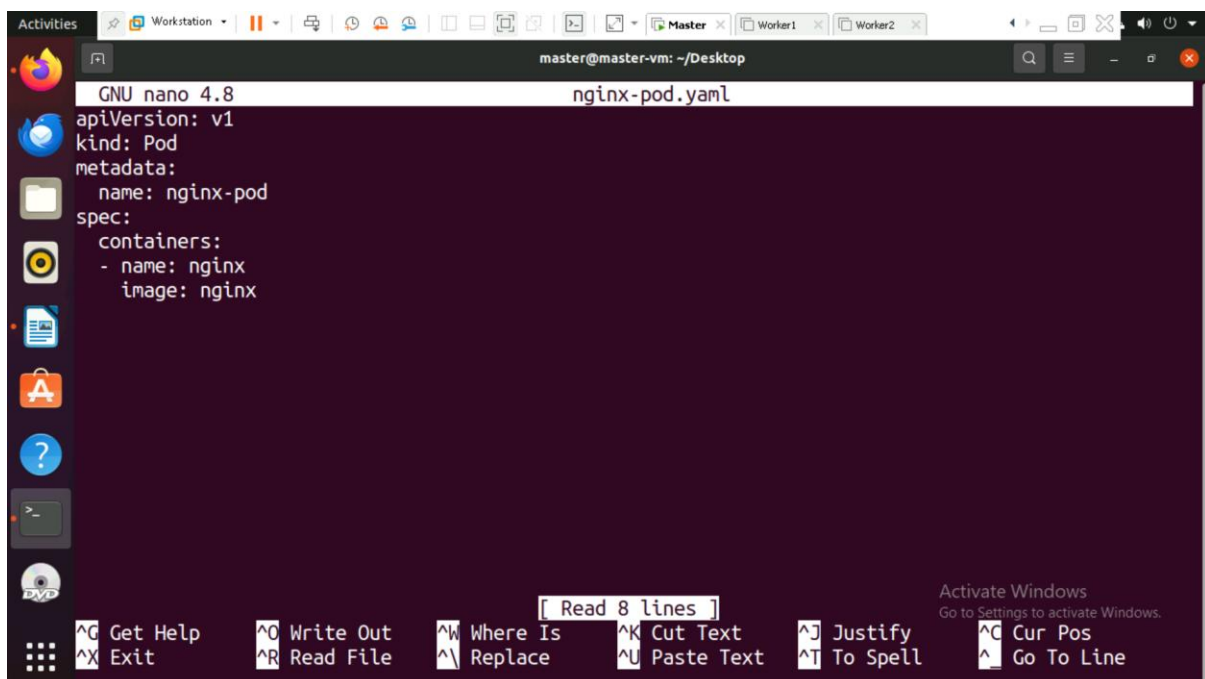 Activities Workstation Master Worker1 Worker2
master@master-vm: ~/Desktop
GNU nano 4.8 nginx-pod.yaml
apiVersion: v1
kind: Pod
metadata:
  name: nginx-pod
spec:
  containers:
  - name: nginx
    image: nginx
Activate Windows
[ Read 8 lines ]
Go to Settings to activate Windows.
^G Get Help ^O Write Out ^W Where Is ^K Cut Text ^J Justify ^C Cur Pos
^X Exit ^R Read File ^\ Replace ^U Paste Text ^T To Spell ^_ Go To Line
DVD